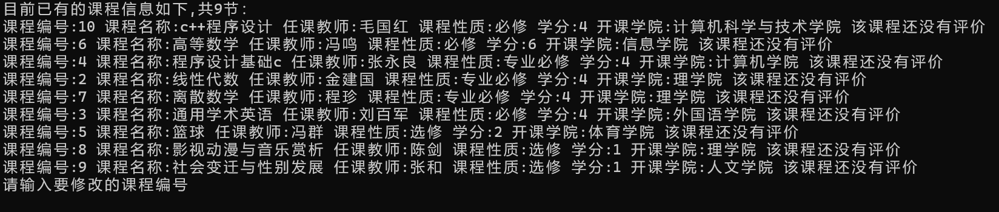 目前已有的课程信息如下,共9节:
课程编号:10 课程名称:c++程序设计 任课教师:毛国红 课程性质:必修 学分:4 开课学院:计算机科学与技术学院 该课程还没有评价
课程编号:6 课程名称:高等数学 任课教师:冯鸣 课程性质:必修 学分:6 开课学院:信息学院 该课程还没有评价
课程编号:4 课程名称:程序设计基础c 任课教师:张永良 课程性质:专业必修 学分:4 开课学院:计算机学院 该课程还没有评价
课程编号:2 课程名称:线性代数 任课教师:金建国 课程性质:专业必修 学分:4 开课学院:理学院 该课程还没有评价
课程编号:7 课程名称:离散数学 任课教师:程珍 课程性质:专业必修 学分:4 开课学院:理学院 该课程还没有评价
课程编号:3 课程名称:通用学术英语 任课教师:刘百军 课程性质:必修 学分:4 开课学院:外国语学院 该课程还没有评价
课程编号:5 课程名称:篮球 任课教师:冯群 课程性质:选修 学分:2 开课学院:体育学院 该课程还没有评价
课程编号:8 课程名称:影视动漫与音乐赏析 任课教师:陈剑 课程性质:选修 学分:1 开课学院:理学院 该课程还没有评价
课程编号:9 课程名称:社会变迁与性别发展 任课教师:张和 课程性质:选修 学分:1 开课学院:人文学院 该课程还没有评价
请输入要修改的课程编号